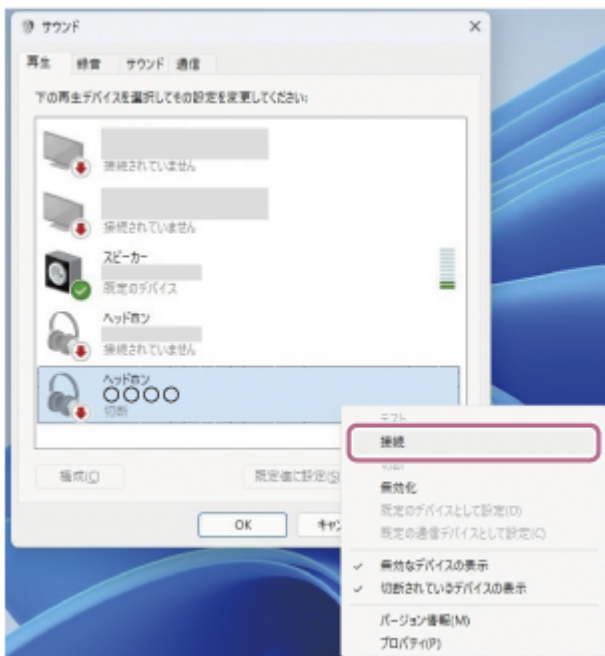 サウンド
再生 録音 サウンド 通信
下の再生デバイスを選択してその設定を変更してください:
接続されていません
接続されていません
スピーカー
既定のデバイス
ヘッドホン
接続されていません
ヘッドホン
○○○○
切断
構成(C)
既定値に設定(S)
OK
キャン
テスト
接続
切断
無効化
既定のデバイスとして設定(D)
既定の通信デバイスとして設定(C)
無効なデバイスの表示
切断されているデバイスの表示
バージョン情報(M)
プロパティ(P)